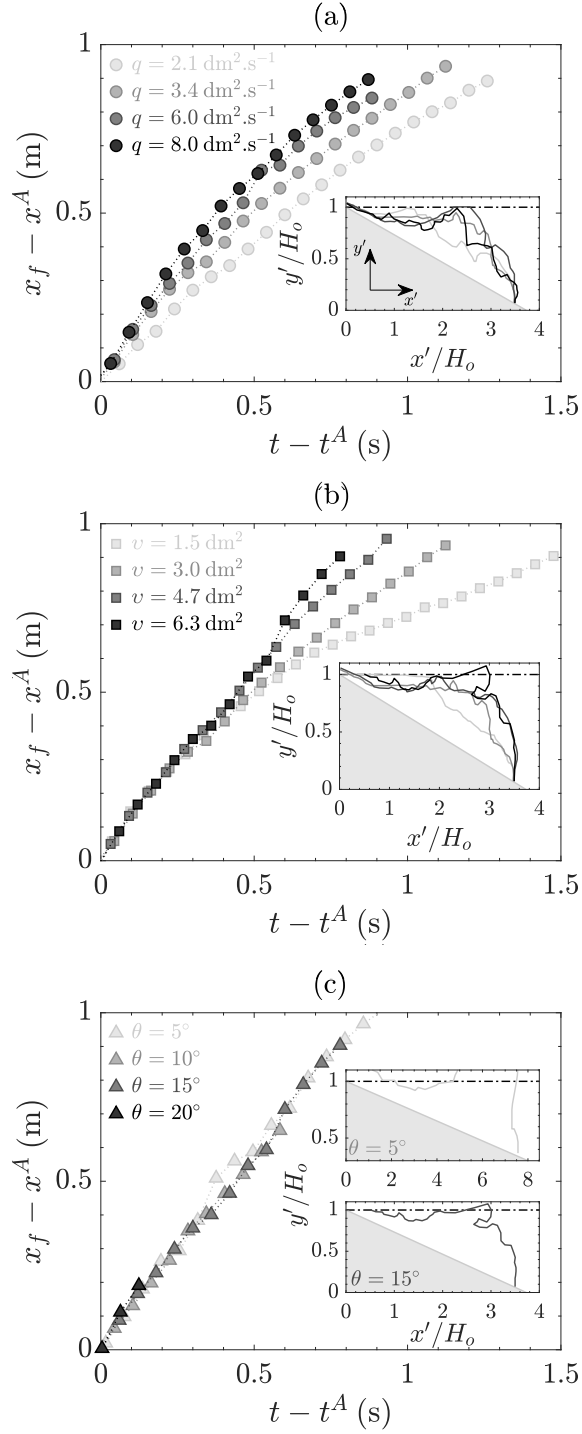 (a)
1
0.5
0
x_f − x^A (m)
q = 2.1 dm².s⁻¹
q = 3.4 dm².s⁻¹
q = 6.0 dm².s⁻¹
q = 8.0 dm².s⁻¹
y′/H_o
1
0.5
0
y′
x′
0 1 2 3 4
x′/H_o
0 0.5 1 1.5
t − t^A (s)
(b)
1
0.5
0
x_f − x^A (m)
υ = 1.5 dm²
υ = 3.0 dm²
υ = 4.7 dm²
υ = 6.3 dm²
y′/H_o
1
0.5
0
0 1 2 3 4
x′/H_o
0 0.5 1 1.5
t − t^A (s)
(c)
1
0.5
0
x_f − x^A (m)
θ = 5°
θ = 10°
θ = 15°
θ = 20°
y′/H_o
1
0.5
θ = 5°
0 2 4 6 8
1
0.5
0
θ = 15°
0 1 2 3 4
x′/H_o
0 0.5 1 1.5
t − t^A (s)